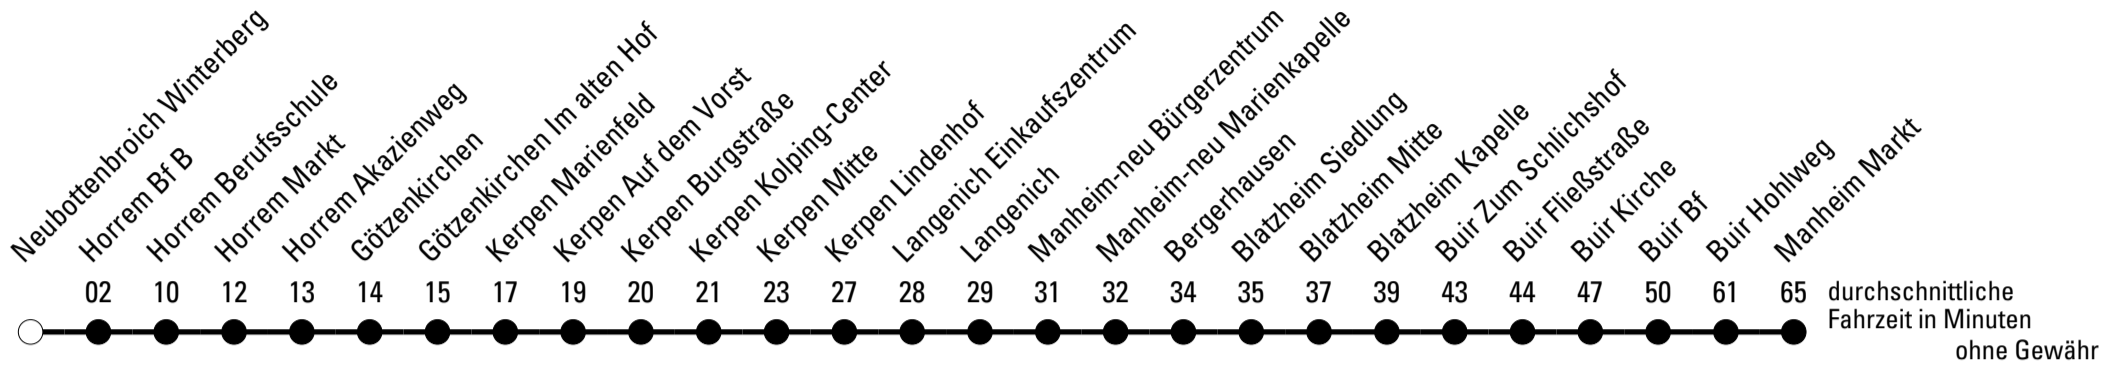 Neubottenbroich Winterberg
Horrem Bf B
Horrem Berufsschule
Horrem Markt
Horrem Akazienweg
Götzenkirchen
Götzenkirchen Im alten Hof
Kerpen Marienfeld
Kerpen Auf dem Vorst
Kerpen Burgstraße
Kerpen Kolping-Center
Kerpen Mitte
Kerpen Lindenhof
Langenich Einkaufszentrum
Langenich
Manheim-neu Bürgerzentrum
Manheim-neu Marienkapelle
Bergerhausen
Blatzheim Siedlung
Blatzheim Mitte
Blatzheim Kapelle
Buir Zum Schlichshof
Buir Fließstraße
Buir Kirche
Buir Bf
Buir Hohlweg
Manheim Markt
02 10 12 13 14 15 17 19 20 21 23 27 28 29 31 32 34 35 37 39 43 44 47 50 61 65 durchschnittliche
Fahrzeit in Minuten
ohne Gewähr